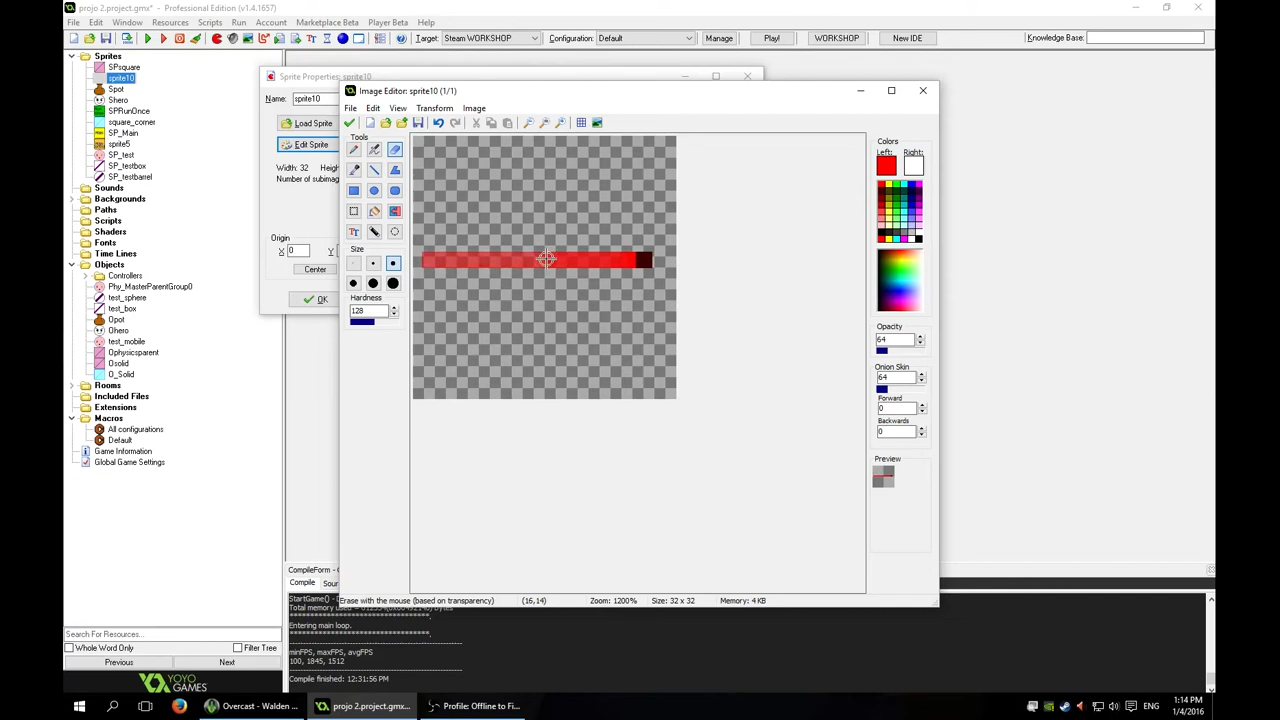 projo 2.project.gmx* - Professional Edition (v1.4.1657)
File Edit Window Resources Scripts Run Account Marketplace Beta Player Beta Help
Target: Steam WORKSHOP Configuration: Default Manage Play! WORKSHOP New IDE Knowledge Base:
Sprites
SPsquare
sprite10
Spot
Shero
SPRunOnce
square_corner
SP_Main
sprite5
SP_test
SP_testbox
SP_testbarrel
Sounds
Backgrounds
Paths
Scripts
Shaders
Fonts
Time Lines
Objects
Controllers
Phy_MasterParentGroup0
test_sphere
test_box
Opot
Ohero
test_mobile
Ophysicsparent
Osolid
O_Solid
Rooms
Included Files
Extensions
Macros
All configurations
Default
Game Information
Global Game Settings
Search For Resources...
Whole Word Only Filter Tree
Previous Next
YOYO
GAMES
Sprite Properties: sprite10
Name: sprite10
Load Sprite
Edit Sprite
Width: 32
Number of subimag
Origin
X 0 Y
Center
OK
Image Editor: sprite10 (1/1)
File Edit View Transform Image
Tools
Size
Hardness
128
Colors
Left: Right:
Opacity
64
Onion Skin
64
Forward
0
Backwards
0
Preview
Erase with the mouse (based on transparency) (16,14) Zoom: 1200% Size: 32 x 32 Memory: 4 KB
CompileForm -
Compile
Entering main loop.
minFPS, maxFPS, avgFPS
100, 1845, 1512
Compile finished: 12:31:56 PM
Overcast - Walden ...
projo 2.project.gmx...
Profile: Offline to Fi...
ENG
1:14 PM
1/4/2016